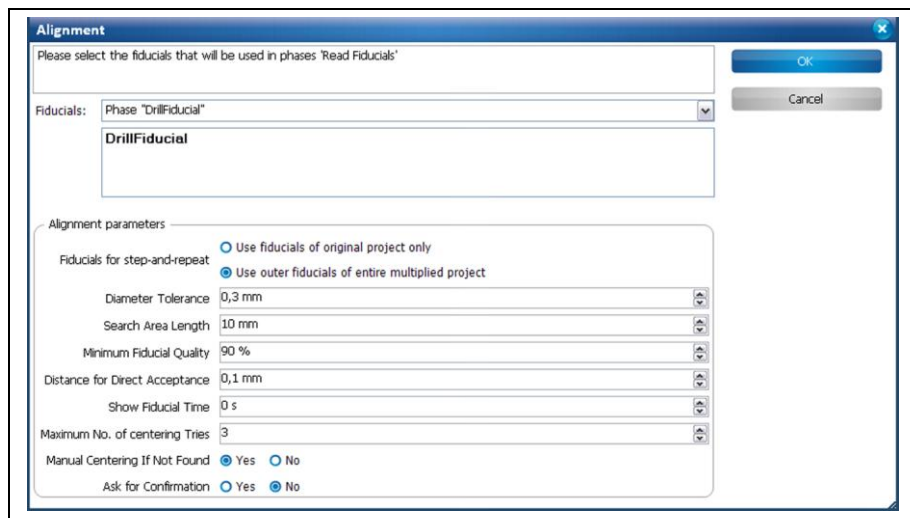 Alignment
Please select the fiducials that will be used in phases 'Read Fiducials'
OK
Cancel
Fiducials: Phase "DrillFiducial"
DrillFiducial
Alignment parameters
Fiducials for step-and-repeat
Use fiducials of original project only
Use outer fiducials of entire multiplied project
Diameter Tolerance 0,3 mm
Search Area Length 10 mm
Minimum Fiducial Quality 90 %
Distance for Direct Acceptance 0,1 mm
Show Fiducial Time 0 s
Maximum No. of centering Tries 3
Manual Centering If Not Found Yes No
Ask for Confirmation Yes No